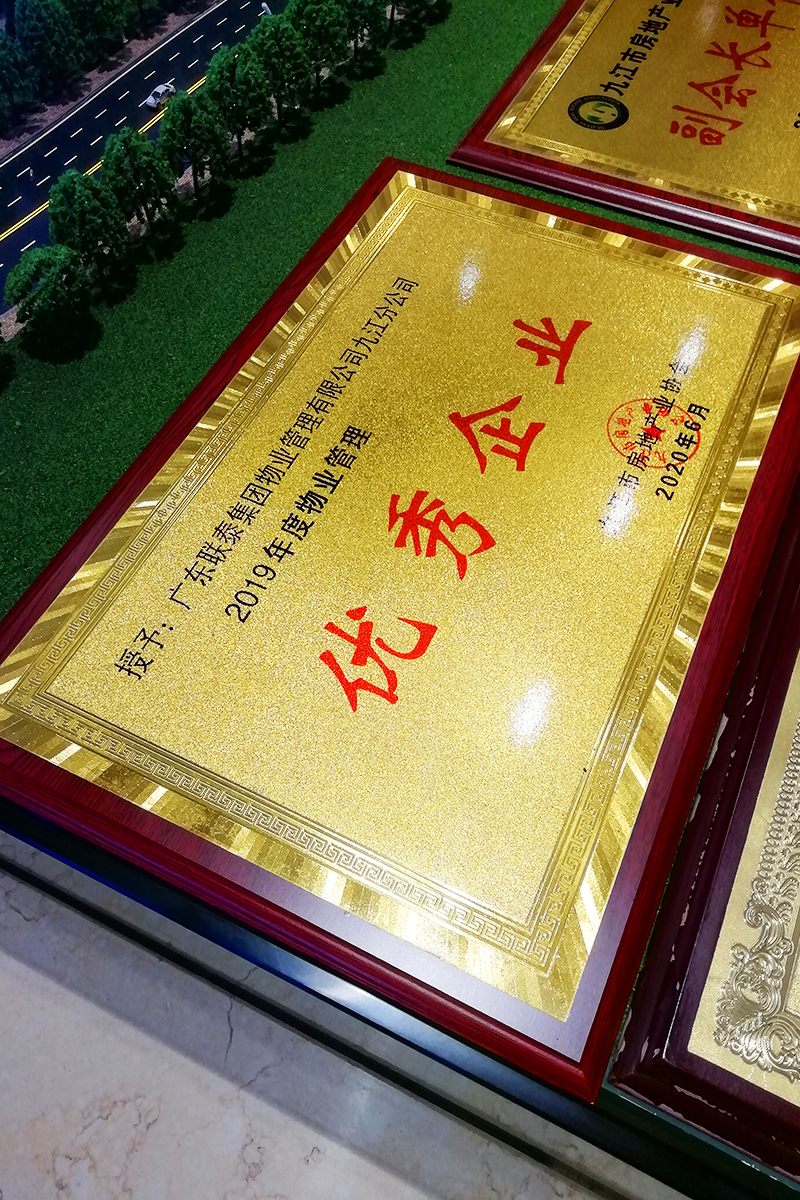 授予：广东联泰集团物业管理有限公司九江分公司
2019年度物业管理
优秀企业
九江市房地产业协会
2020年6月
九江市房地产业
副会长单